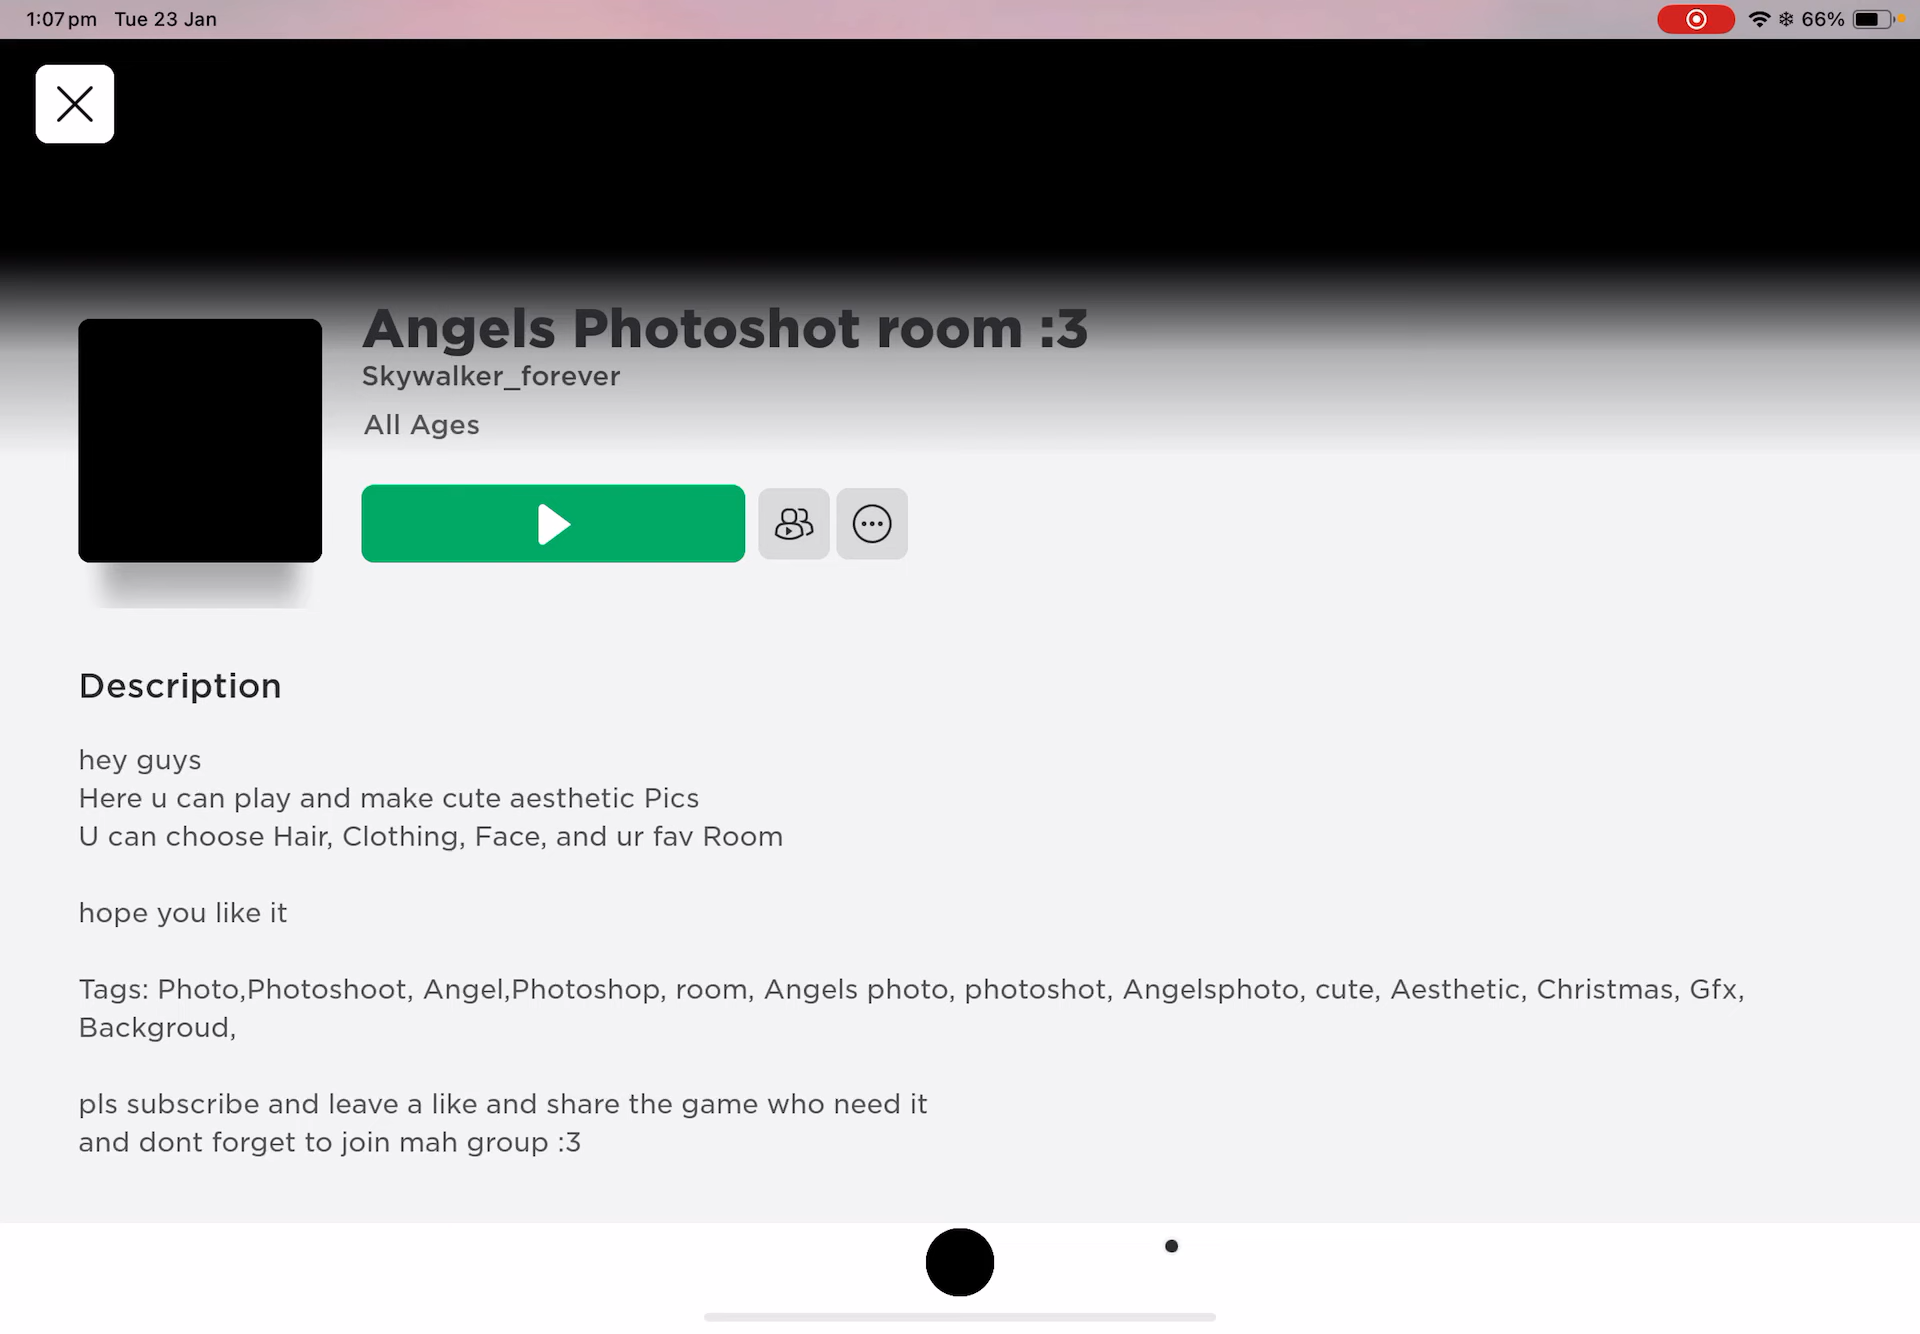 1:07 pm Tue 23 Jan 66%
Angels Photoshot room :3
Skywalker_forever
All Ages
Description
hey guys
Here u can play and make cute aesthetic Pics
U can choose Hair, Clothing, Face, and ur fav Room
hope you like it
Tags: Photo,Photoshoot, Angel,Photoshop, room, Angels photo, photoshot, Angelsphoto, cute, Aesthetic, Christmas, Gfx,
Backgroud,
pls subscribe and leave a like and share the game who need it
and dont forget to join mah group :3